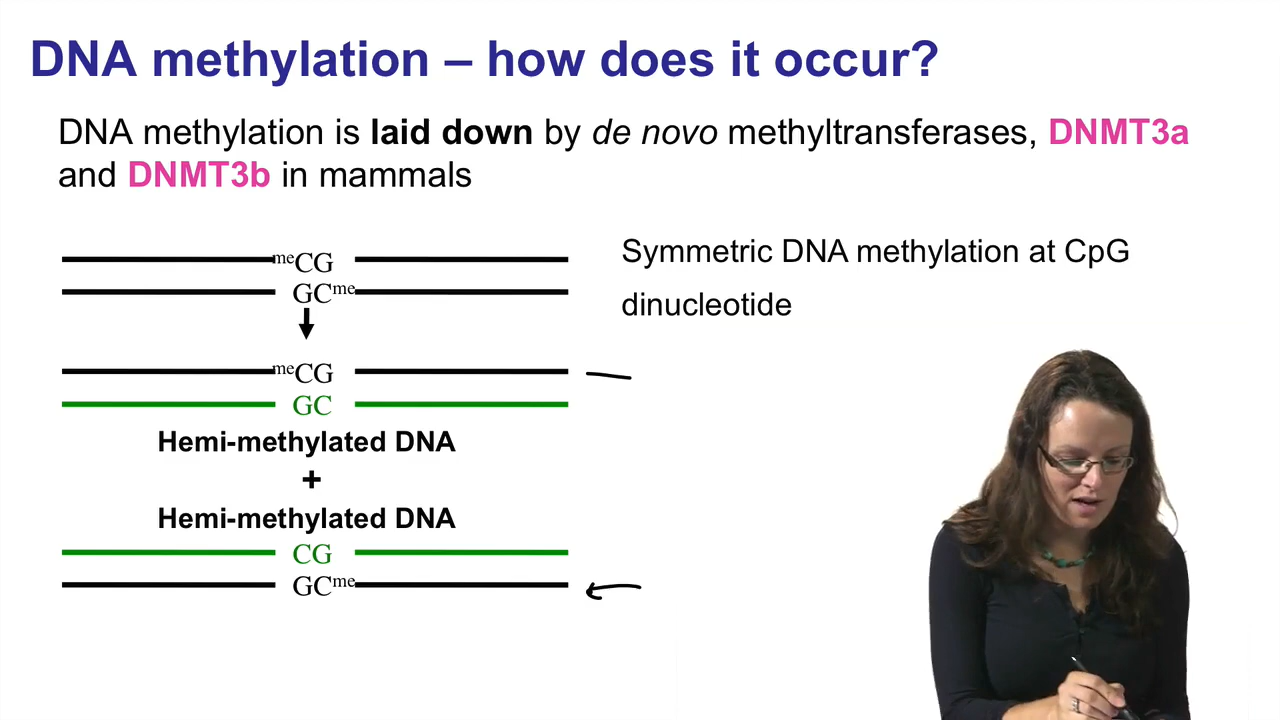 DNA methylation – how does it occur?
DNA methylation is laid down by de novo methyltransferases, DNMT3a
and DNMT3b in mammals
meCG
GCme
Symmetric DNA methylation at CpG
dinucleotide
meCG
GC
Hemi-methylated DNA
+
Hemi-methylated DNA
CG
GCme